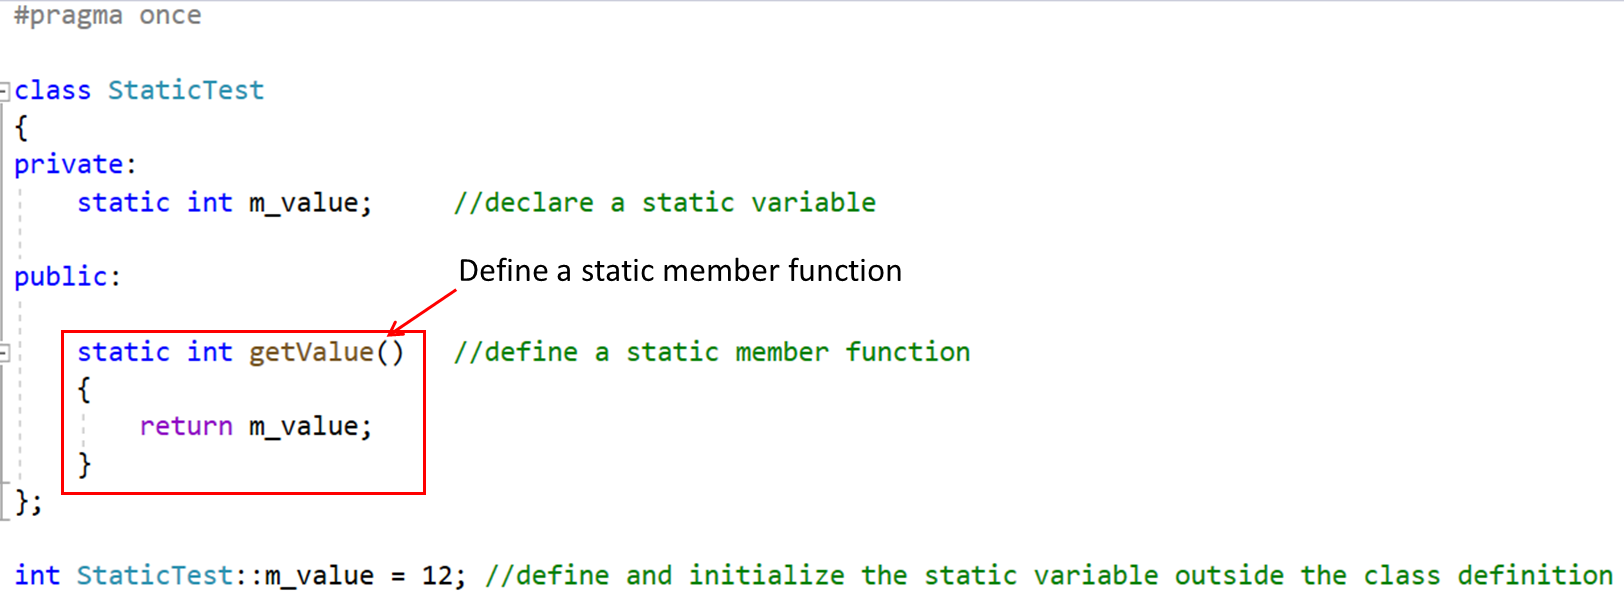 #pragma once
class StaticTest
{
private:
static int m_value; //declare a static variable
public:
Define a static member function
static int getValue() //define a static member function
{
return m_value;
}
};
int StaticTest::m_value = 12; //define and initialize the static variable outside the class definition